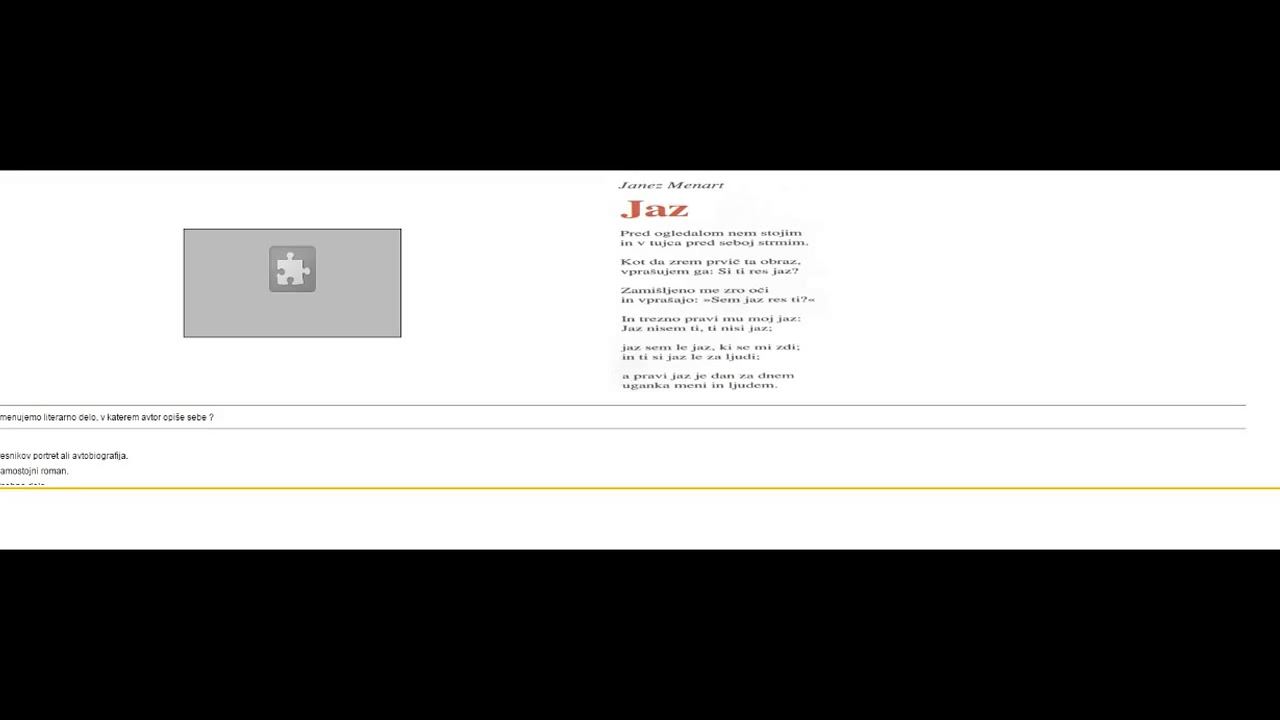 Janez Menart
Jaz
Pred ogledalom nem stojim
in v tujca pred seboj strmim.
Kot da zrem prvič ta obraz,
vprašujem ga: Si ti res jaz?
Zamišljeno me zro oči
in vprašajo: »Sem jaz res ti?«
In trezno pravi mu moj jaz:
Jaz nisem ti, ti nisi jaz;
jaz sem le jaz, ki se mi zdi;
in ti si jaz le za ljudi;
a pravi jaz je dan za dnem
uganka meni in ljudem.
menujemo literarno delo, v katerem avtor opiše sebe ?
esnikov portret ali avtobiografija.
amostojni roman.